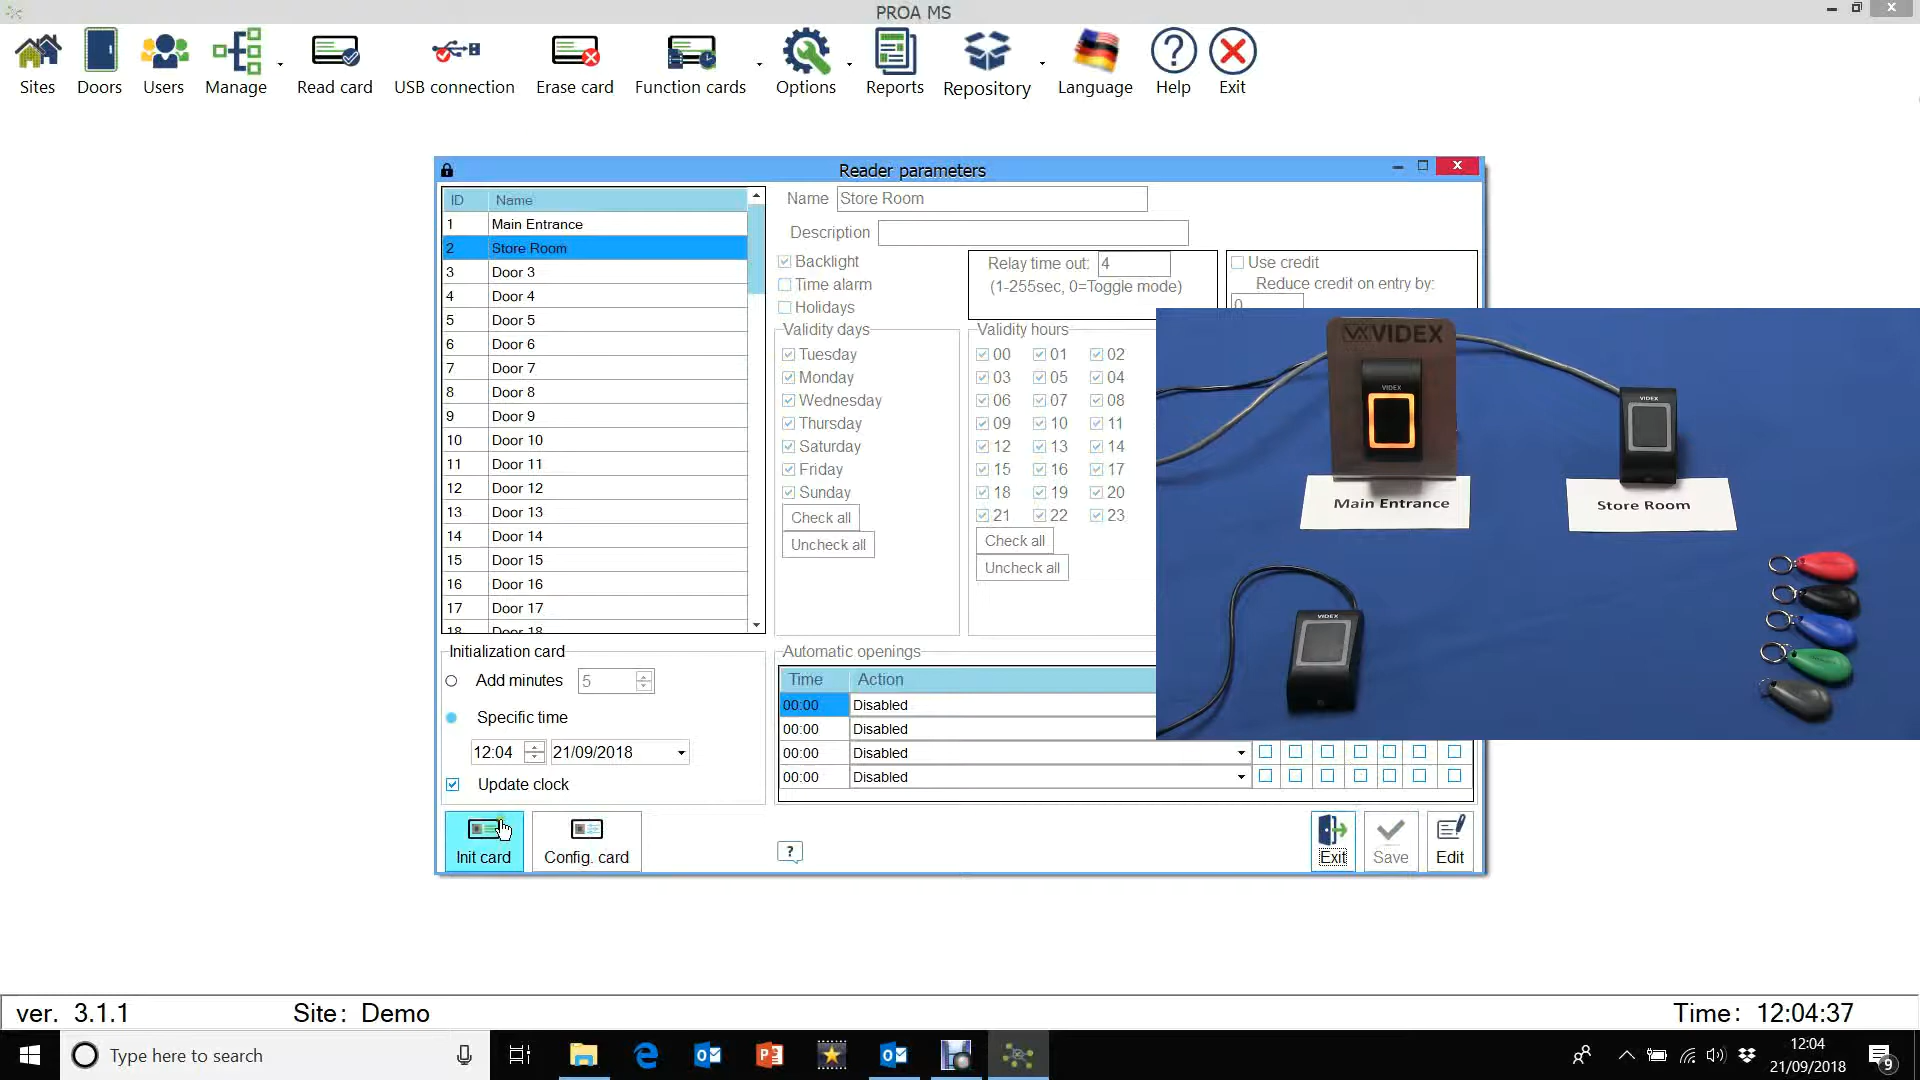 PROA MS
Sites
Doors
Users
Manage
Read card
USB connection
Erase card
Function cards
Options
Reports
Repository
Language
Help
Exit
Reader parameters
ID Name
1 Main Entrance
2 Store Room
3 Door 3
4 Door 4
5 Door 5
6 Door 6
7 Door 7
8 Door 8
9 Door 9
10 Door 10
11 Door 11
12 Door 12
13 Door 13
14 Door 14
15 Door 15
16 Door 16
17 Door 17
18 Door 18
Name Store Room
Description
Backlight
Time alarm
Holidays
Relay time out: 4
(1-255sec, 0=Toggle mode)
Use credit
Reduce credit on entry by:
0
Validity days
Tuesday
Monday
Wednesday
Thursday
Saturday
Friday
Sunday
Check all
Uncheck all
Validity hours
00 01 02
03 05 04
06 07 08
09 10 11
12 13 14
15 16 17
18 19 20
21 22 23
Check all
Uncheck all
VIDEX
VIDEX
VIDEX
Main Entrance
Store Room
VIDEX
Initialization card
Add minutes 5
Specific time
12:04 21/09/2018
Update clock
Automatic openings
Time Action
00:00 Disabled
00:00 Disabled
00:00 Disabled
00:00 Disabled
Init card
Config. card
?
Exit
Save
Edit
ver. 3.1.1
Site: Demo
Time: 12:04:37
Type here to search
12:04
21/09/2018
9